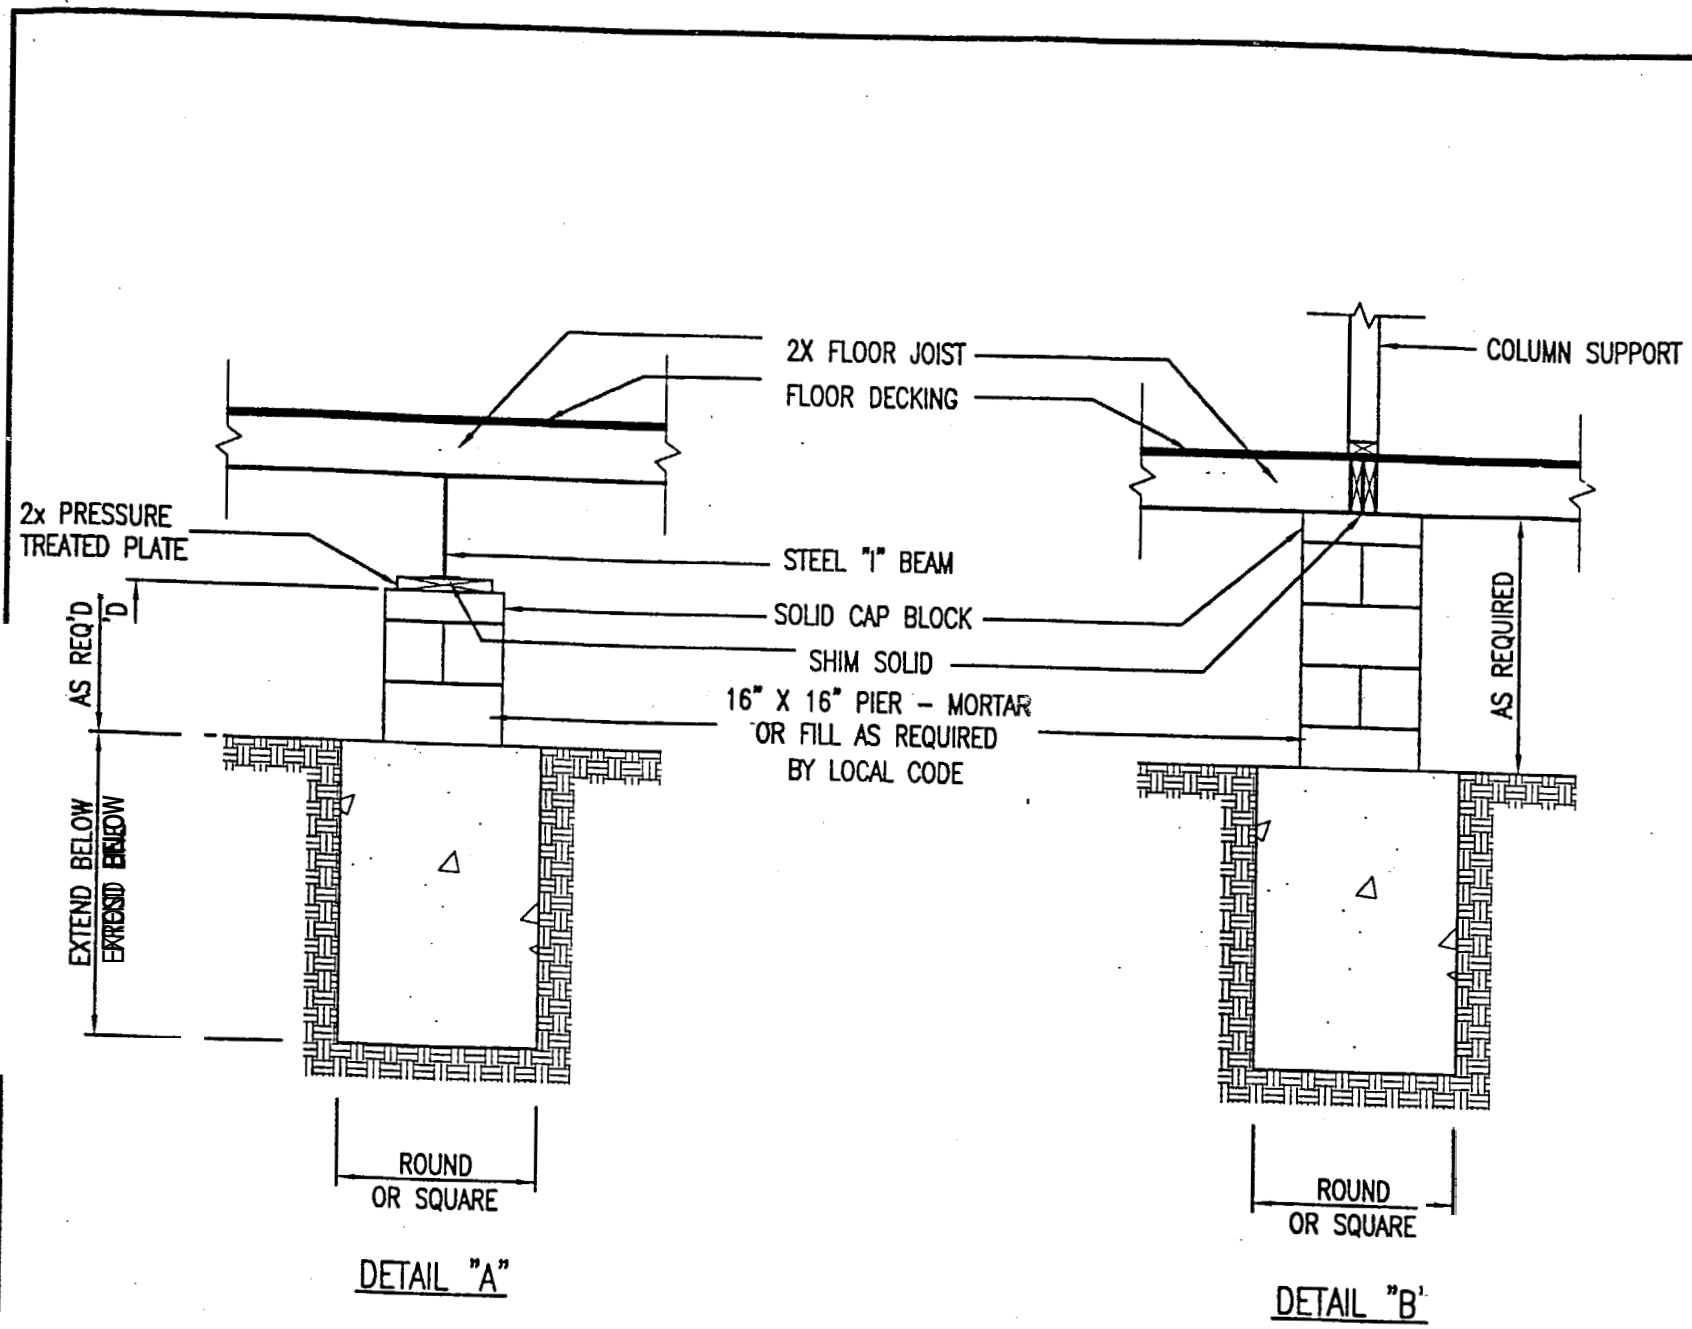 2X FLOOR JOIST
FLOOR DECKING
COLUMN SUPPORT
2x PRESSURE
TREATED PLATE
STEEL "I" BEAM
SOLID CAP BLOCK
SHIM SOLID
16" X 16" PIER – MORTAR
OR FILL AS REQUIRED
BY LOCAL CODE
AS REQ'D
'D
AS REQUIRED
EXTEND BELOW
BELOW
ROUND
OR SQUARE
ROUND
OR SQUARE
DETAIL "A"
DETAIL "B'